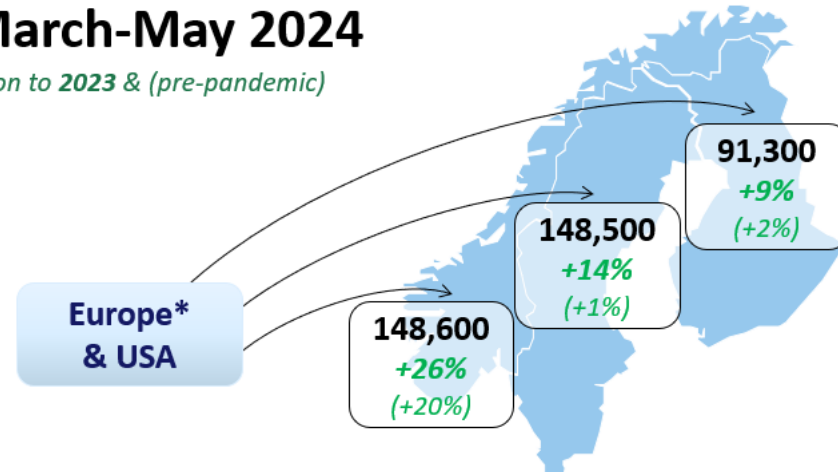 March-May 2024
on to 2023 & (pre-pandemic)
91,300
+9%
(+2%)
148,500
+14%
(+1%)
Europe*
& USA
148,600
+26%
(+20%)